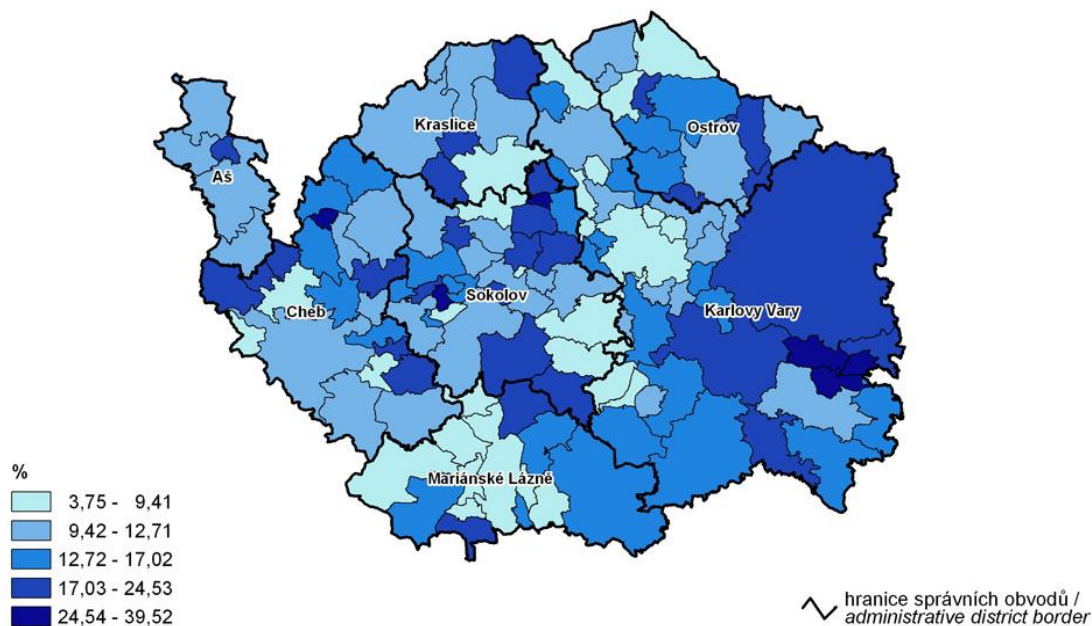 Kraslice
Ostrov
Aš
Cheb
Sokolov
Karlovy Vary
Mariánské Lázně
%
3,75 - 9,41
9,42 - 12,71
12,72 - 17,02
17,03 - 24,53
24,54 - 39,52
hranice správních obvodů /
administrative district border